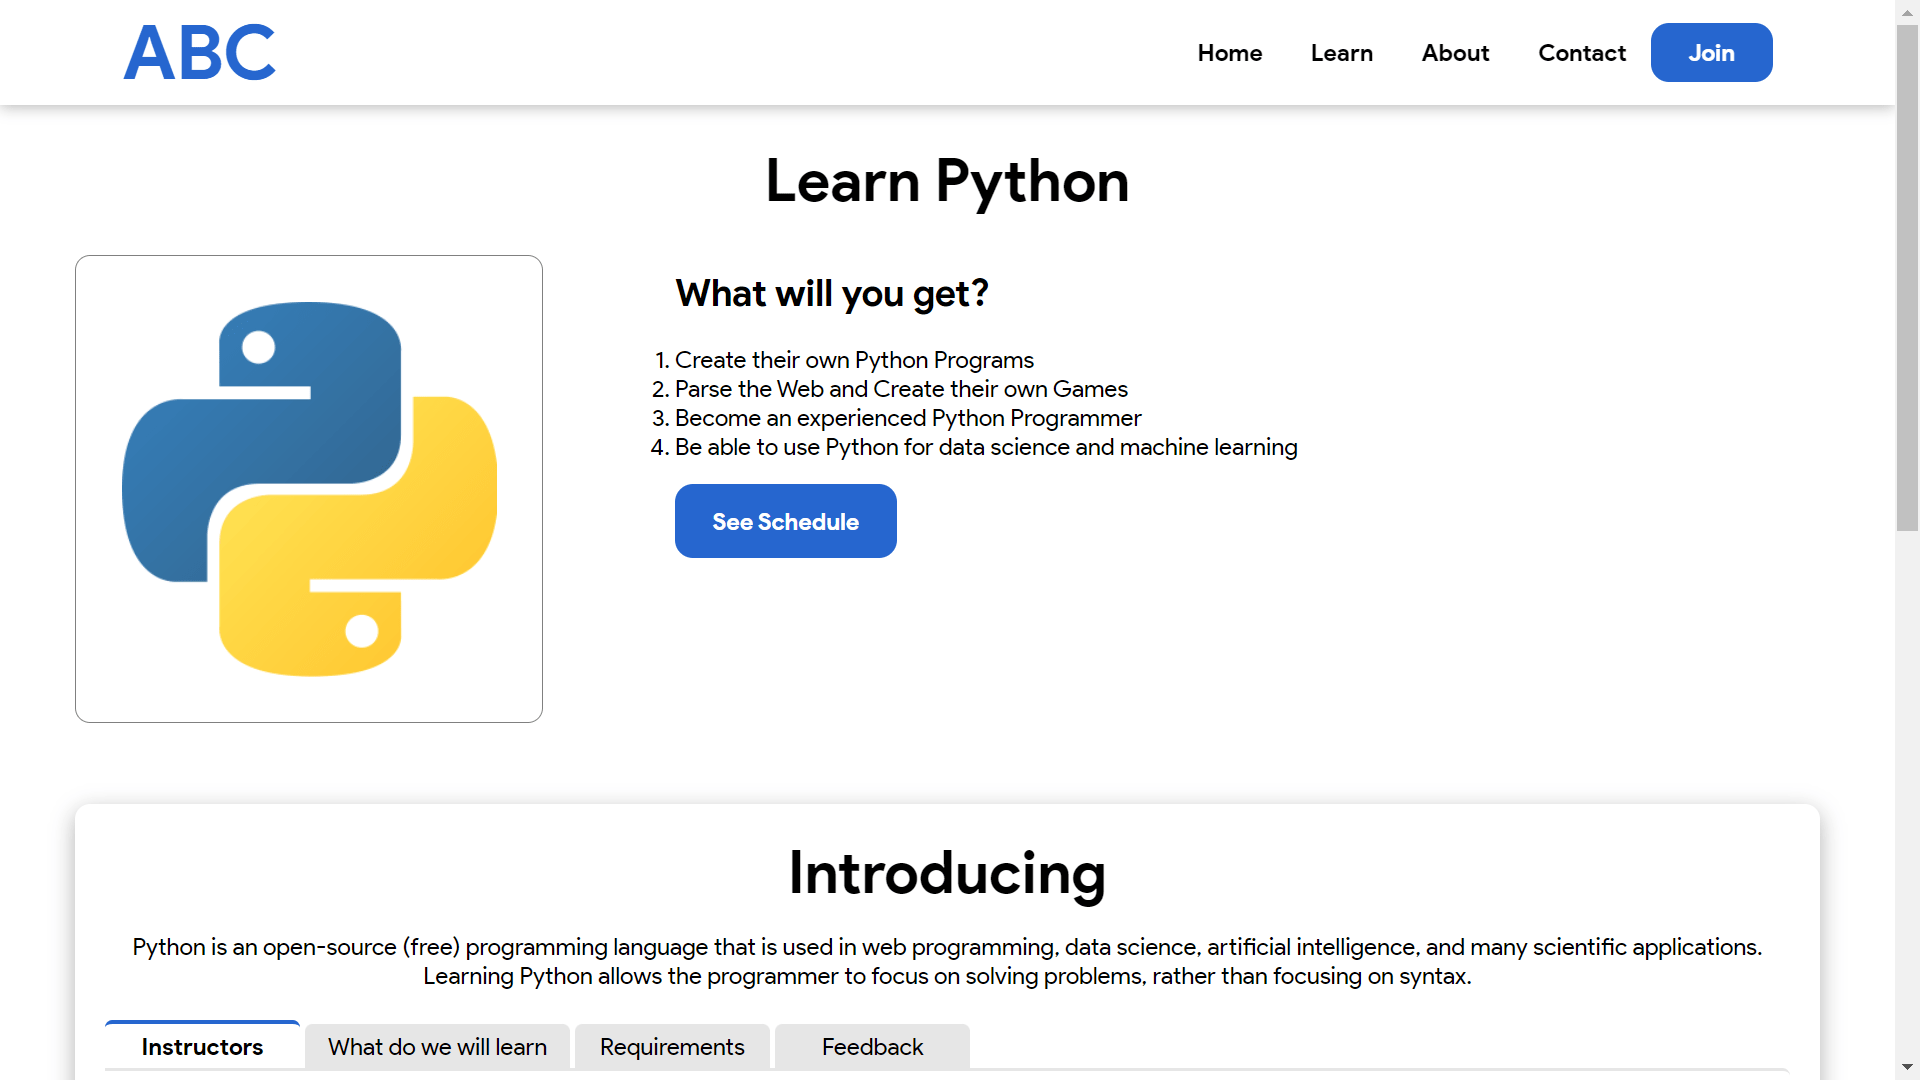 ABC
Home Learn About Contact Join
Learn Python
What will you get?
1. Create their own Python Programs
2. Parse the Web and Create their own Games
3. Become an experienced Python Programmer
4. Be able to use Python for data science and machine learning
See Schedule
Introducing
Python is an open-source (free) programming language that is used in web programming, data science, artificial intelligence, and many scientific applications.
Learning Python allows the programmer to focus on solving problems, rather than focusing on syntax.
Instructors What do we will learn Requirements Feedback